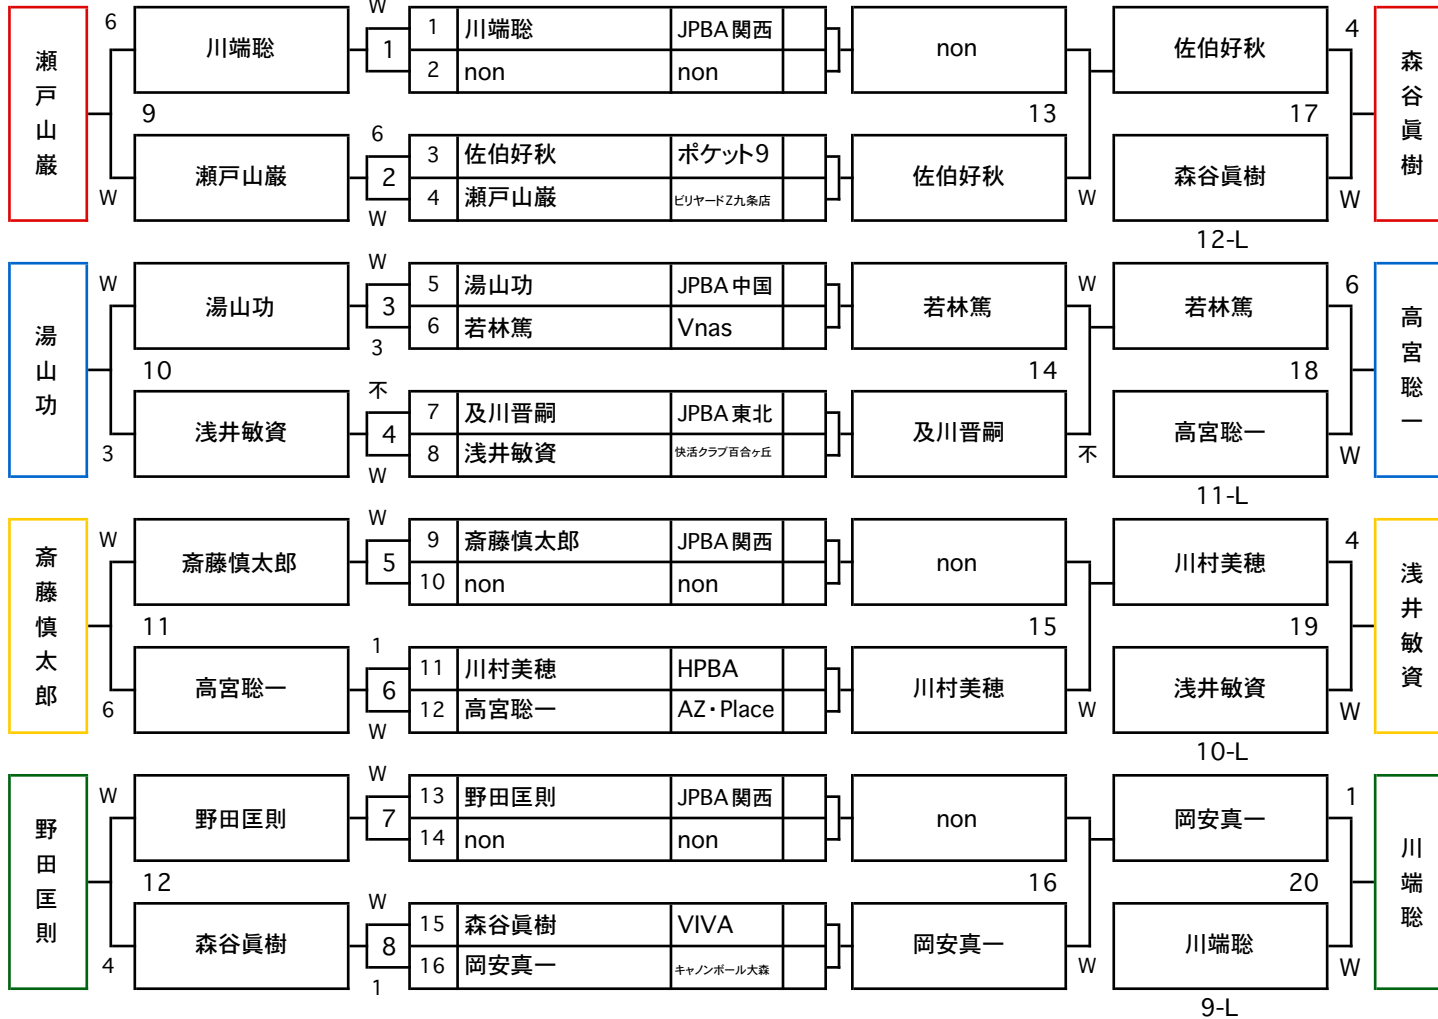 瀬戸山巌
6
W
川端聡
9
瀬戸山巌
W
1
6
2
W
1 川端聡 JPBA関西
2 non non
3 佐伯好秋 ポケット9
4 瀬戸山巌 ビリヤードZ九条店
non
13
佐伯好秋
W
佐伯好秋
17
森谷眞樹
12-L
4
W
森谷眞樹
湯山功
W
3
湯山功
10
浅井敏資
W
3
3
不
4
W
5 湯山功 JPBA中国
6 若林篤 Vnas
7 及川晋嗣 JPBA東北
8 浅井敏資 快活クラブ百合ヶ丘
若林篤
14
及川晋嗣
W
不
若林篤
18
高宮聡一
11-L
6
W
高宮聡一
斎藤慎太郎
W
6
斎藤慎太郎
11
高宮聡一
W
5
1
6
W
9 斎藤慎太郎 JPBA関西
10 non non
11 川村美穂 HPBA
12 高宮聡一 AZ・Place
non
15
川村美穂
W
川村美穂
19
浅井敏資
10-L
4
W
浅井敏資
野田匡則
W
4
野田匡則
12
森谷眞樹
W
7
W
8
1
13 野田匡則 JPBA関西
14 non non
15 森谷眞樹 VIVA
16 岡安真一 キャノンボール大森
non
16
岡安真一
W
岡安真一
20
川端聡
9-L
1
W
川端聡